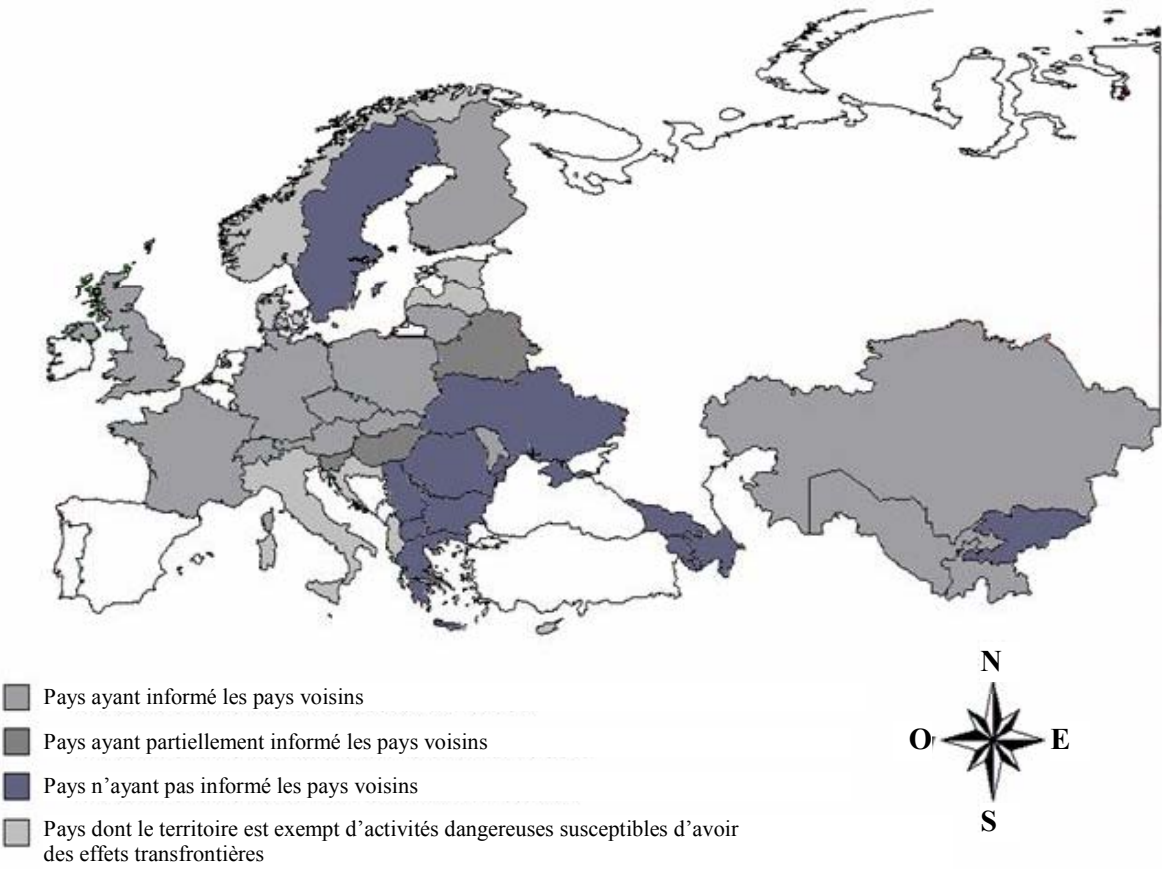 Pays ayant informé les pays voisins
Pays ayant partiellement informé les pays voisins
Pays n’ayant pas informé les pays voisins
Pays dont le territoire est exempt d’activités dangereuses susceptibles d’avoir
des effets transfrontières
N
O
E
S